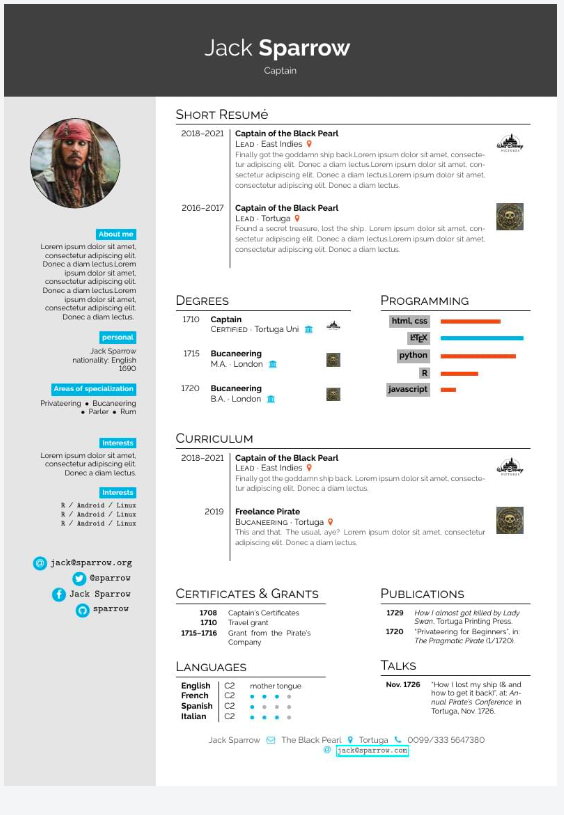 Jack Sparrow
Captain
About me
Lorem ipsum dolor sit amet,
consectetur adipiscing elit.
Donec a diam lectus.Lorem
ipsum dolor sit amet,
consectetur adipiscing elit.
Donec a diam lectus.Lorem
ipsum dolor sit amet,
consectetur adipiscing elit.
Donec a diam lectus.
personal
Jack Sparrow
nationality: English
1690
Areas of specialization
Privateering • Bucaneering
• Parler • Rum
Interests
Lorem ipsum dolor sit amet,
consectetur adipiscing elit.
Donec a diam lectus.
Interests
R / Android / Linux
R / Android / Linux
R / Android / Linux
jack@sparrow.org
@sparrow
Jack Sparrow
sparrow
Short Resumé
2018–2021 Captain of the Black Pearl
Lead · East Indies
Finally got the goddamn ship back.Lorem ipsum dolor sit amet, consecte-
tur adipiscing elit. Donec a diam lectus.Lorem ipsum dolor sit amet, con-
sectetur adipiscing elit. Donec a diam lectus.Lorem ipsum dolor sit amet,
consectetur adipiscing elit. Donec a diam lectus.
2016–2017 Captain of the Black Pearl
Lead · Tortuga
Found a secret treasure, lost the ship. Lorem ipsum dolor sit amet, con-
sectetur adipiscing elit. Donec a diam lectus.Lorem ipsum dolor sit amet,
consectetur adipiscing elit. Donec a diam lectus.
Degrees
1710 Captain
Certified · Tortuga Uni
1715 Bucaneering
M.A. · London
1720 Bucaneering
B.A. · London
Programming
html, css
LATEX
python
R
javascript
Curriculum
2018–2021 Captain of the Black Pearl
Lead · East Indies
Finally got the goddamn ship back. Lorem ipsum dolor sit amet, consecte-
tur adipiscing elit. Donec a diam lectus.
2019 Freelance Pirate
Bucaneering · Tortuga
This and that. The usual, aye? Lorem ipsum dolor sit amet, consectetur
adipiscing elit. Donec a diam lectus.
Certificates & Grants
1708 Captain's Certificates
1710 Travel grant
1715–1716 Grant from the Pirate's
Company
Languages
English C2 mother tongue
French C2
Spanish C2
Italian C2
Publications
1729 How I almost got killed by Lady
Swan, Tortuga Printing Press.
1720 "Privateering for Beginners", in:
The Pragmatic Pirate (1/1720).
Talks
Nov. 1726 "How I lost my ship (& and
how to get it back)", at: An-
nual Pirate's Conference in
Tortuga, Nov. 1726.
Jack Sparrow The Black Pearl Tortuga 0099/333 5647380
@ jack@sparrow.com